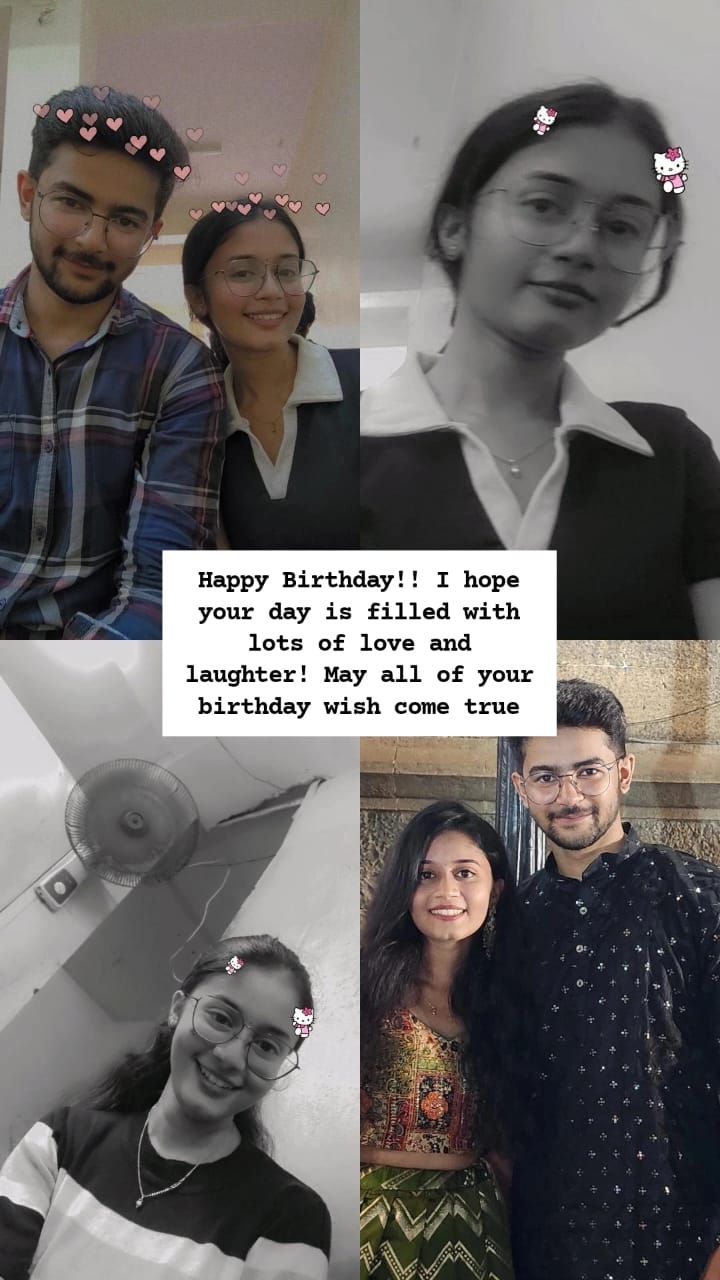 Happy Birthday!! I hope
your day is filled with
lots of love and
laughter! May all of your
birthday wish come true